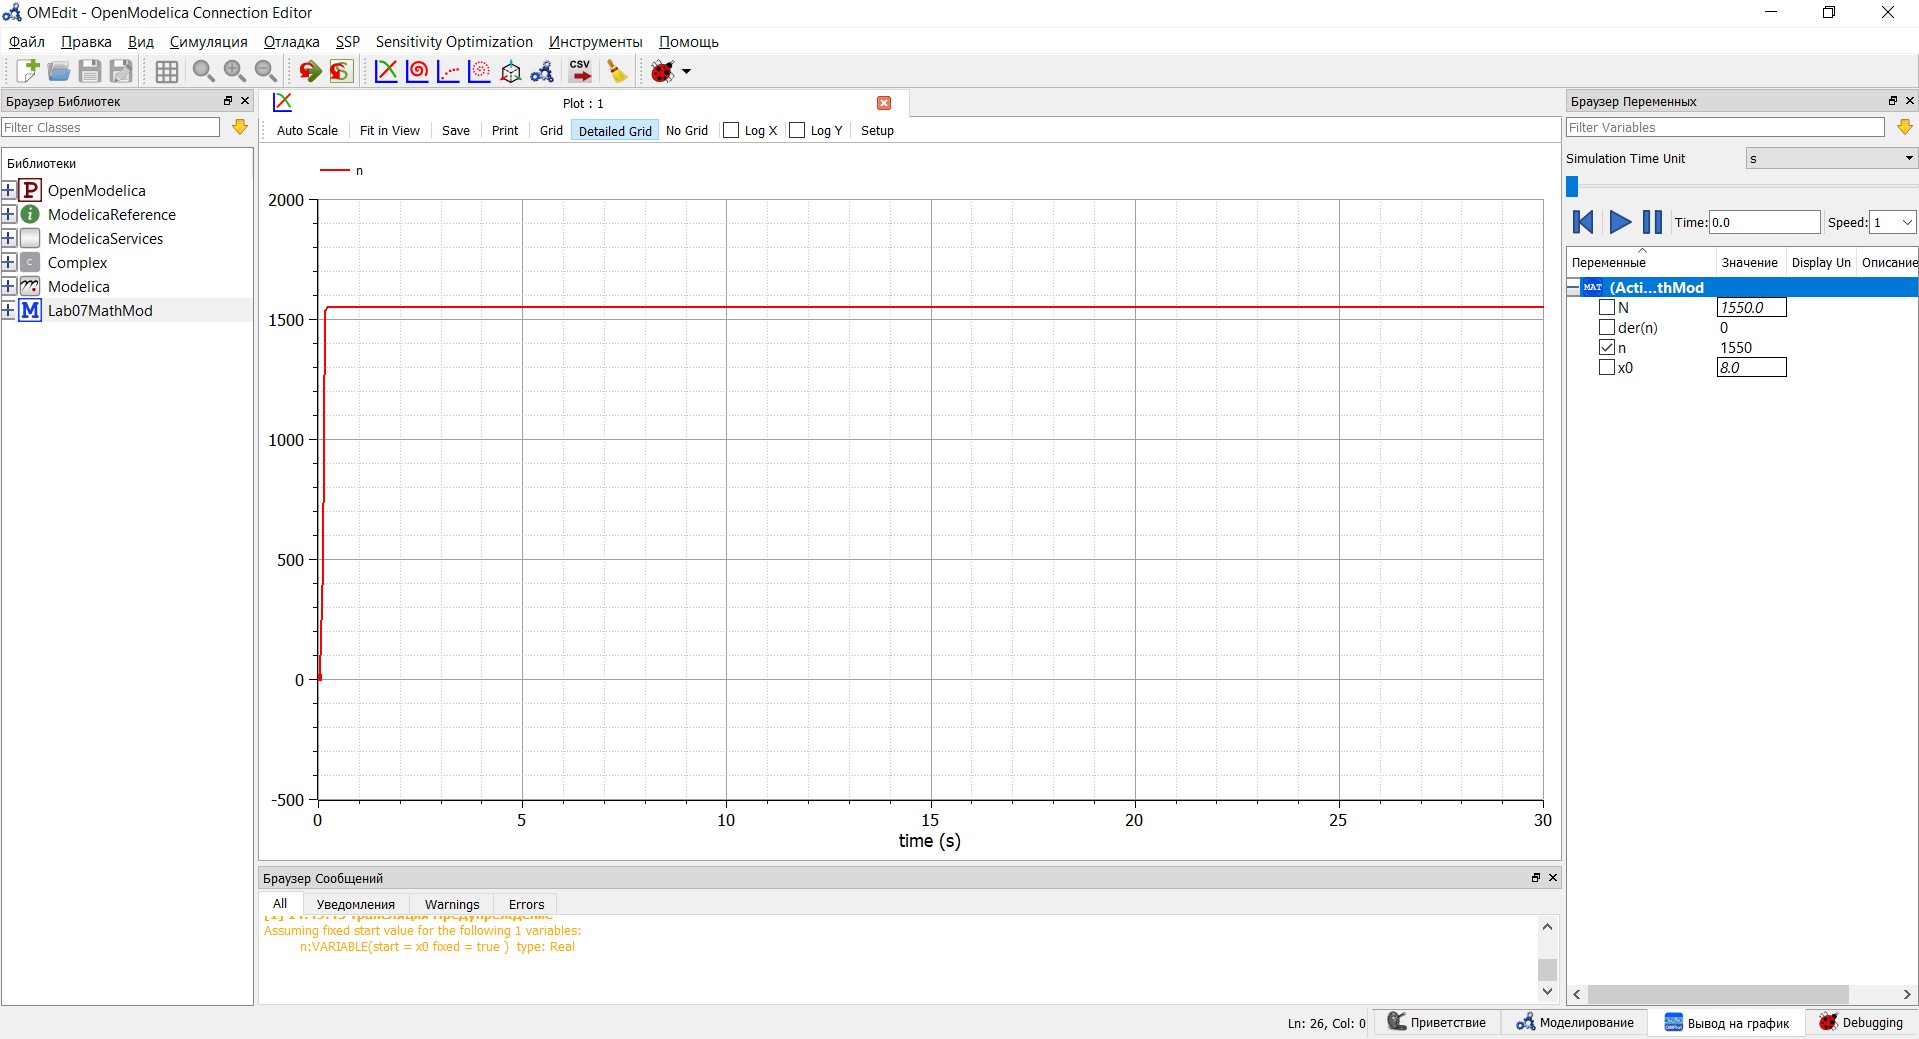 OMEdit - OpenModelica Connection Editor
Файл Правка Вид Симуляция Отладка SSP Sensitivity Optimization Инструменты Помощь
CSV
Браузер Библиотек
Filter Classes
Библиотеки
P OpenModelica
i ModelicaReference
ModelicaServices
C Complex
m Modelica
M Lab07MathMod
Plot : 1
Auto Scale Fit in View Save Print Grid Detailed Grid No Grid Log X Log Y Setup
n
2000
1500
1000
500
0
-500
0 5 10 15 20 25 30
time (s)
Браузер Сообщений
All Уведомления Warnings Errors
Assuming fixed start value for the following 1 variables:
n:VARIABLE(start = x0 fixed = true ) type: Real
Браузер Переменных
Filter Variables
Simulation Time Unit s
Time: 0.0 Speed: 1
Переменные Значение Display Un Описание
MAT (Acti...thMod
N 1550.0
der(n) 0
n 1550
x0 8.0
Ln: 26, Col: 0 Приветствие Моделирование Вывод на график Debugging